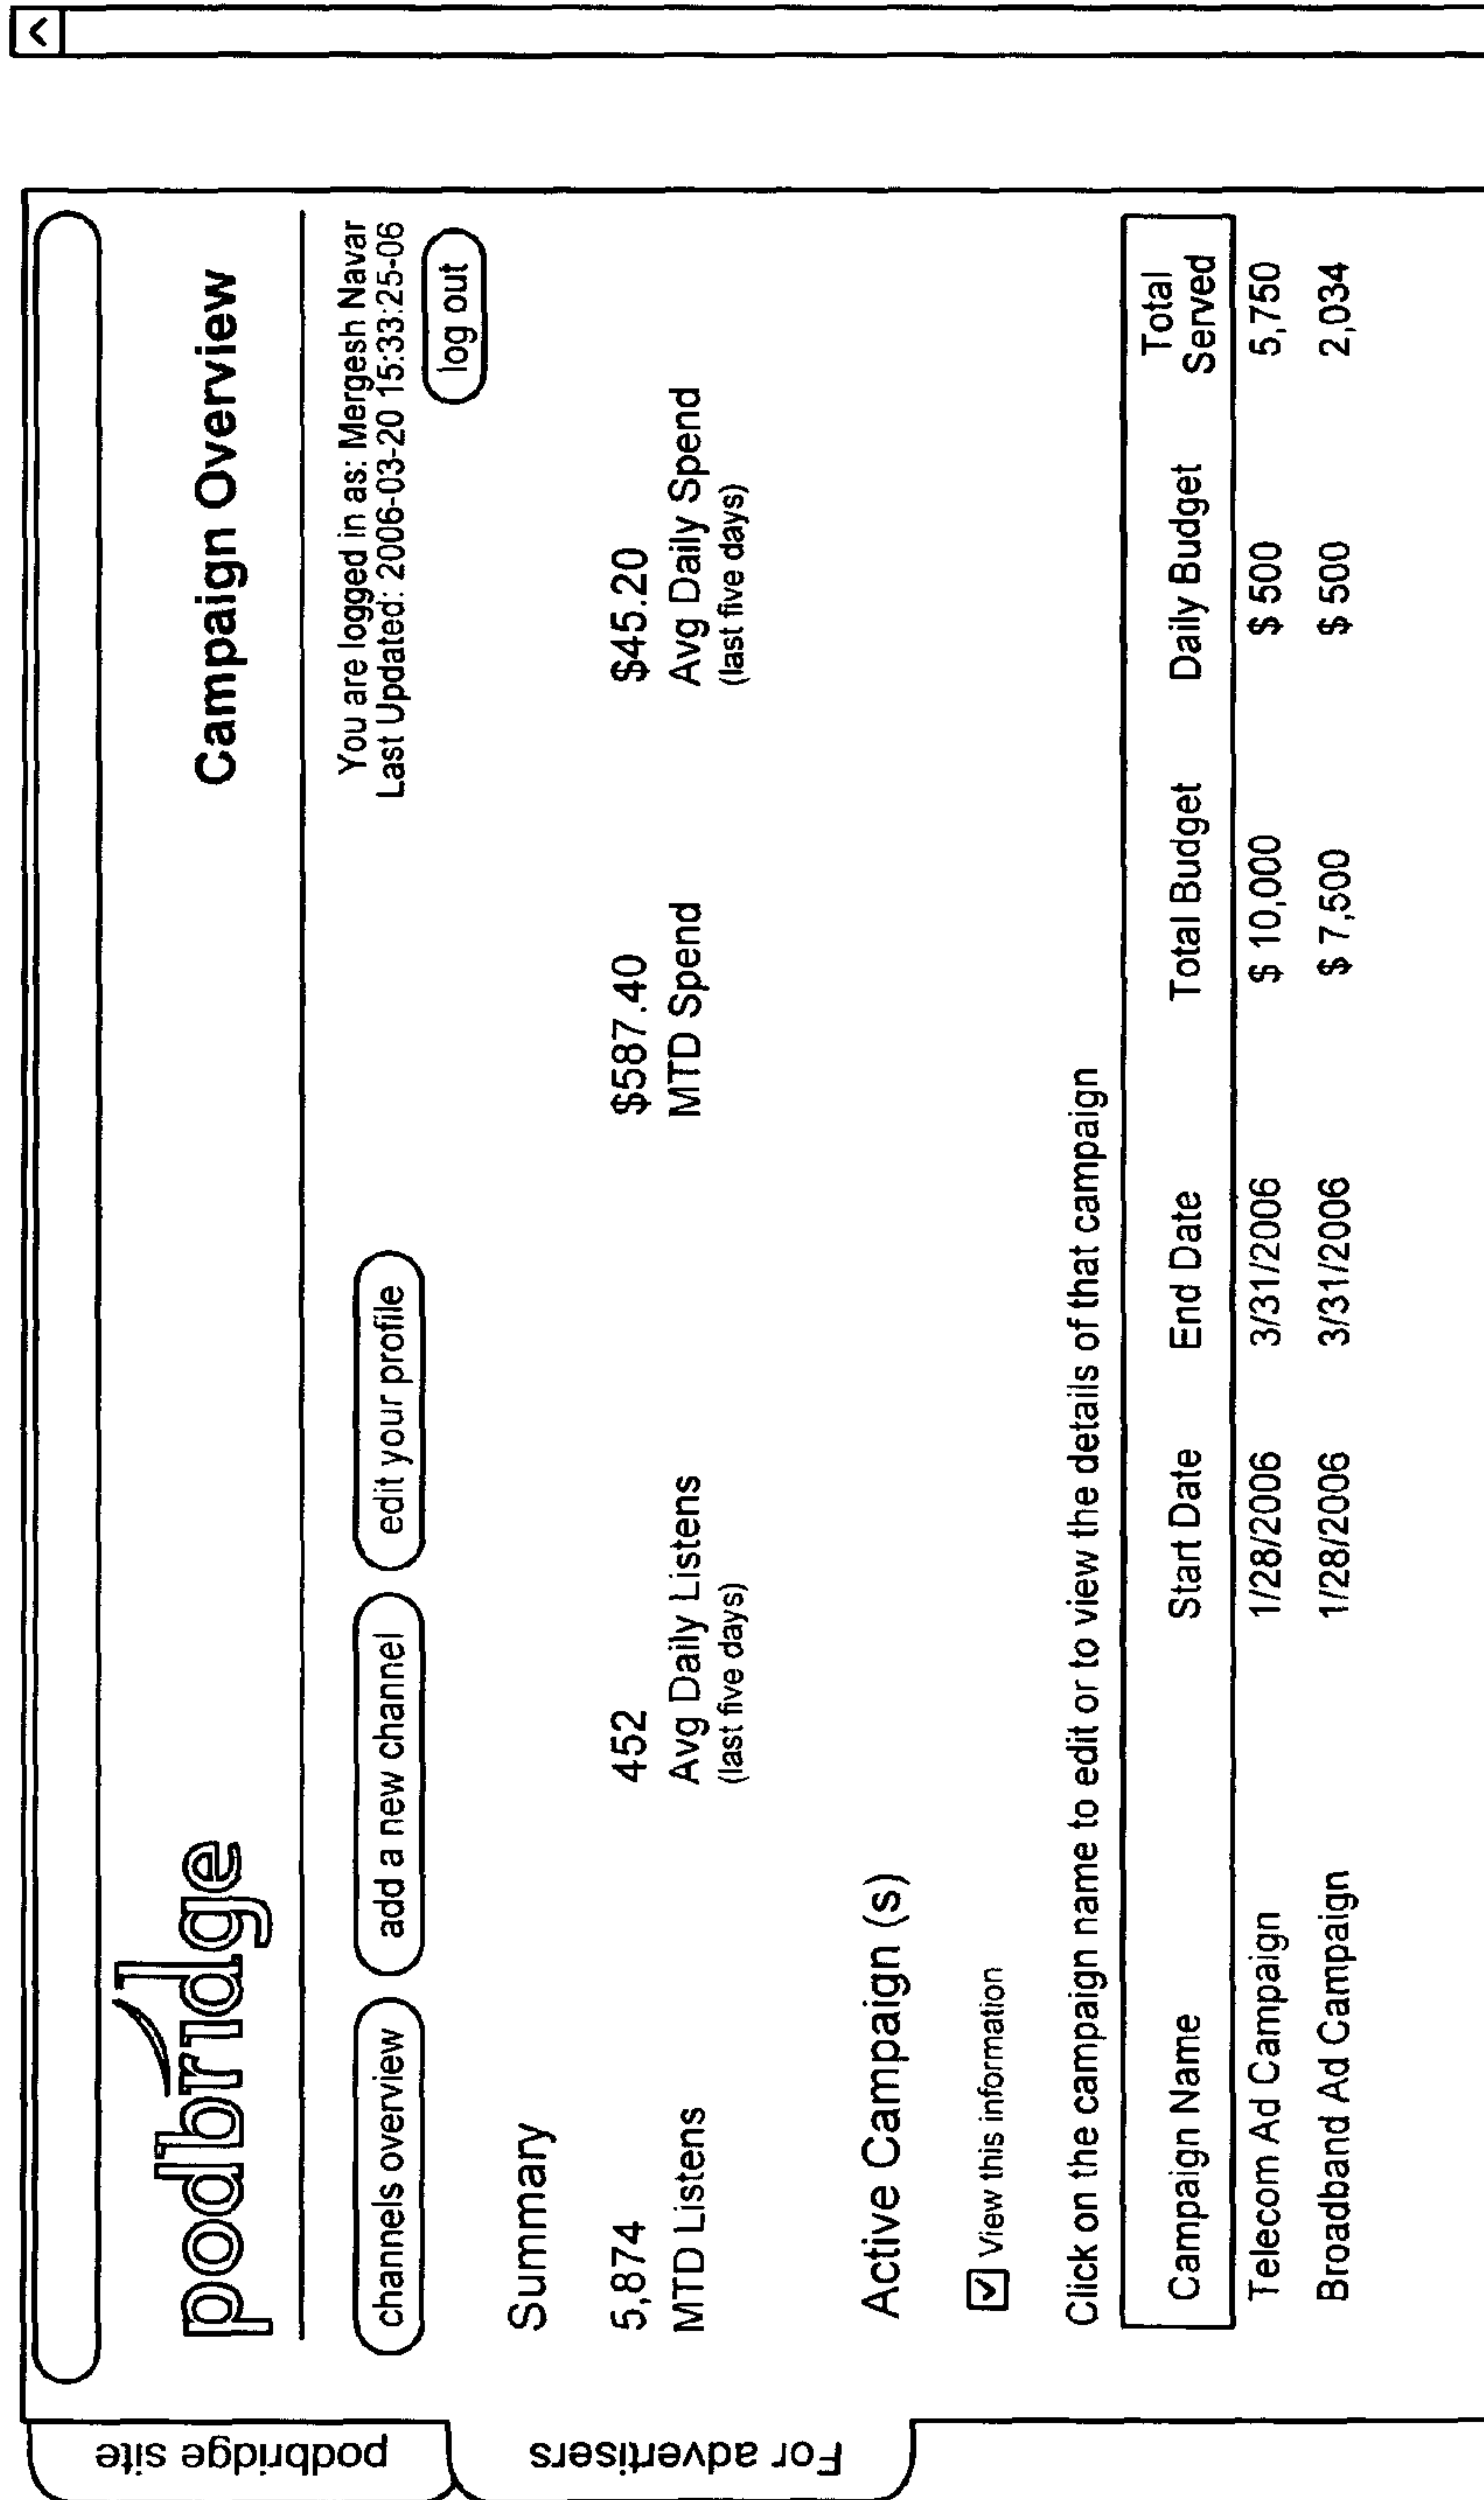 podbridge site
For advertisers
podbridge
Campaign Overview
channels overview
add a new channel
edit your profile
You are logged in as: Mergesh Navar
Last Updated: 2006-03-20 15:33:25-06
log out
Summary
5,874 452 $587.40 $45.20
MTD Listens Avg Daily Listens MTD Spend Avg Daily Spend
(last five days) (last five days)
Active Campaign (s)
View this information
Click on the campaign name to edit or to view the details of that campaign
Campaign Name Start Date End Date Total Budget Daily Budget Total Served
Telecom Ad Campaign 1/28/2006 3/31/2006 $ 10,000 $ 500 5,750
Broadband Ad Campaign 1/28/2006 3/31/2006 $ 7,500 $ 500 2,034